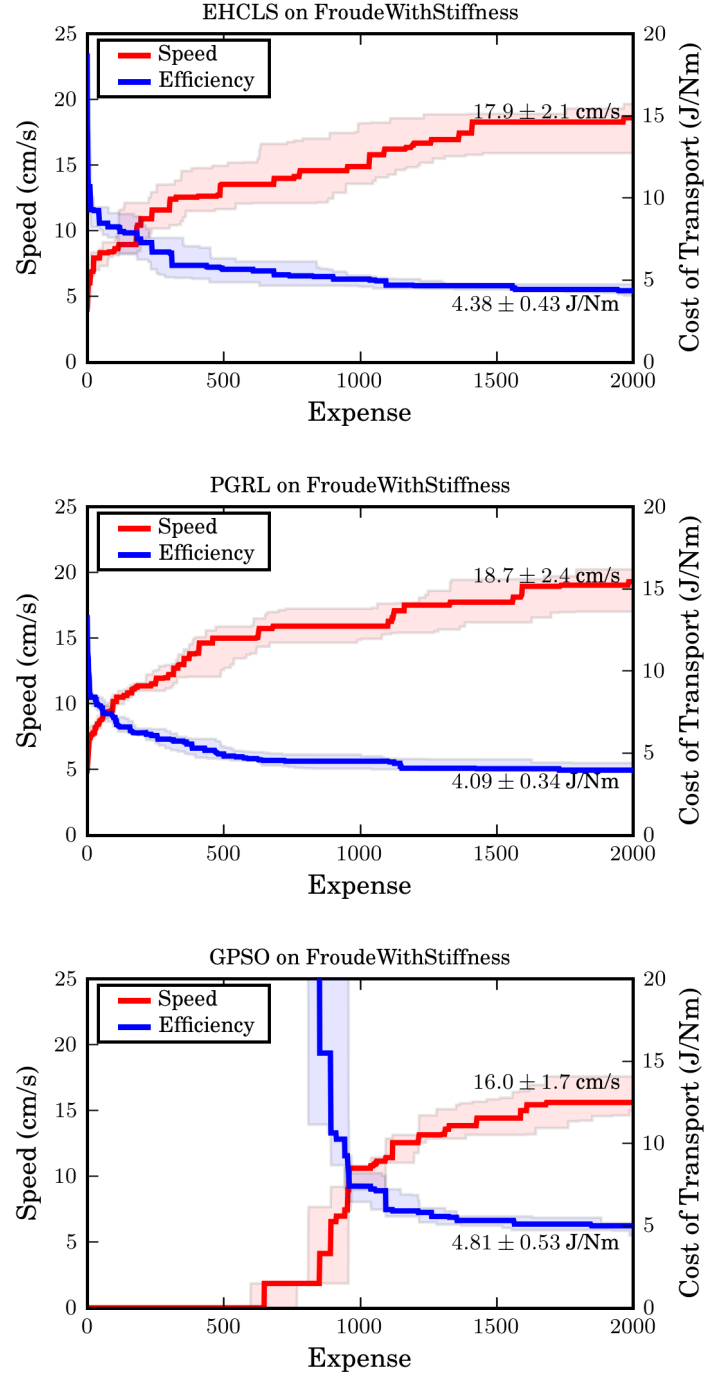 EHCLS on FroudeWithStiffness
25
20
15
10
5
0
Speed (cm/s)
Speed
Efficiency
17.9 ± 2.1 cm/s
4.38 ± 0.43 J/Nm
20
15
10
5
0
Cost of Transport (J/Nm)
0 500 1000 1500 2000
Expense
PGRL on FroudeWithStiffness
25
20
15
10
5
0
Speed (cm/s)
Speed
Efficiency
18.7 ± 2.4 cm/s
4.09 ± 0.34 J/Nm
20
15
10
5
0
Cost of Transport (J/Nm)
0 500 1000 1500 2000
Expense
GPSO on FroudeWithStiffness
25
20
15
10
5
0
Speed (cm/s)
Speed
Efficiency
16.0 ± 1.7 cm/s
4.81 ± 0.53 J/Nm
20
15
10
5
0
Cost of Transport (J/Nm)
0 500 1000 1500 2000
Expense